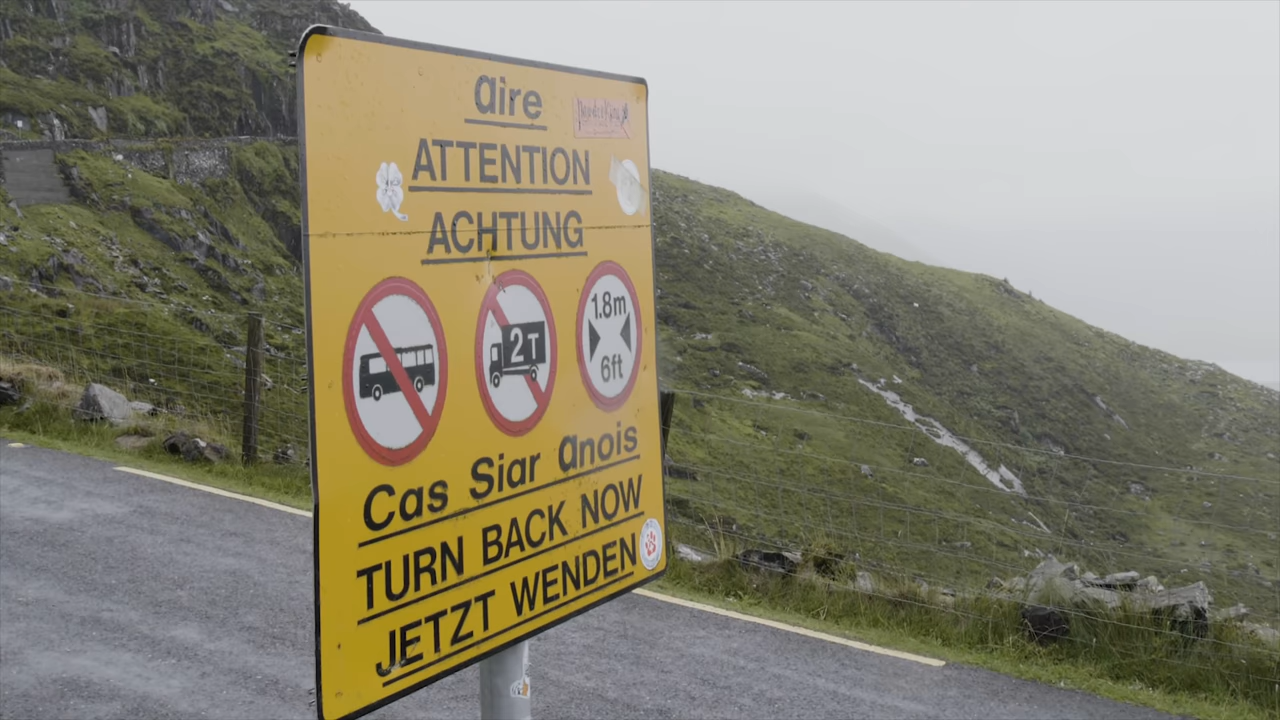 aire
ATTENTION
ACHTUNG
2T
1.8m
6ft
Cas Siar anois
TURN BACK NOW
JETZT WENDEN